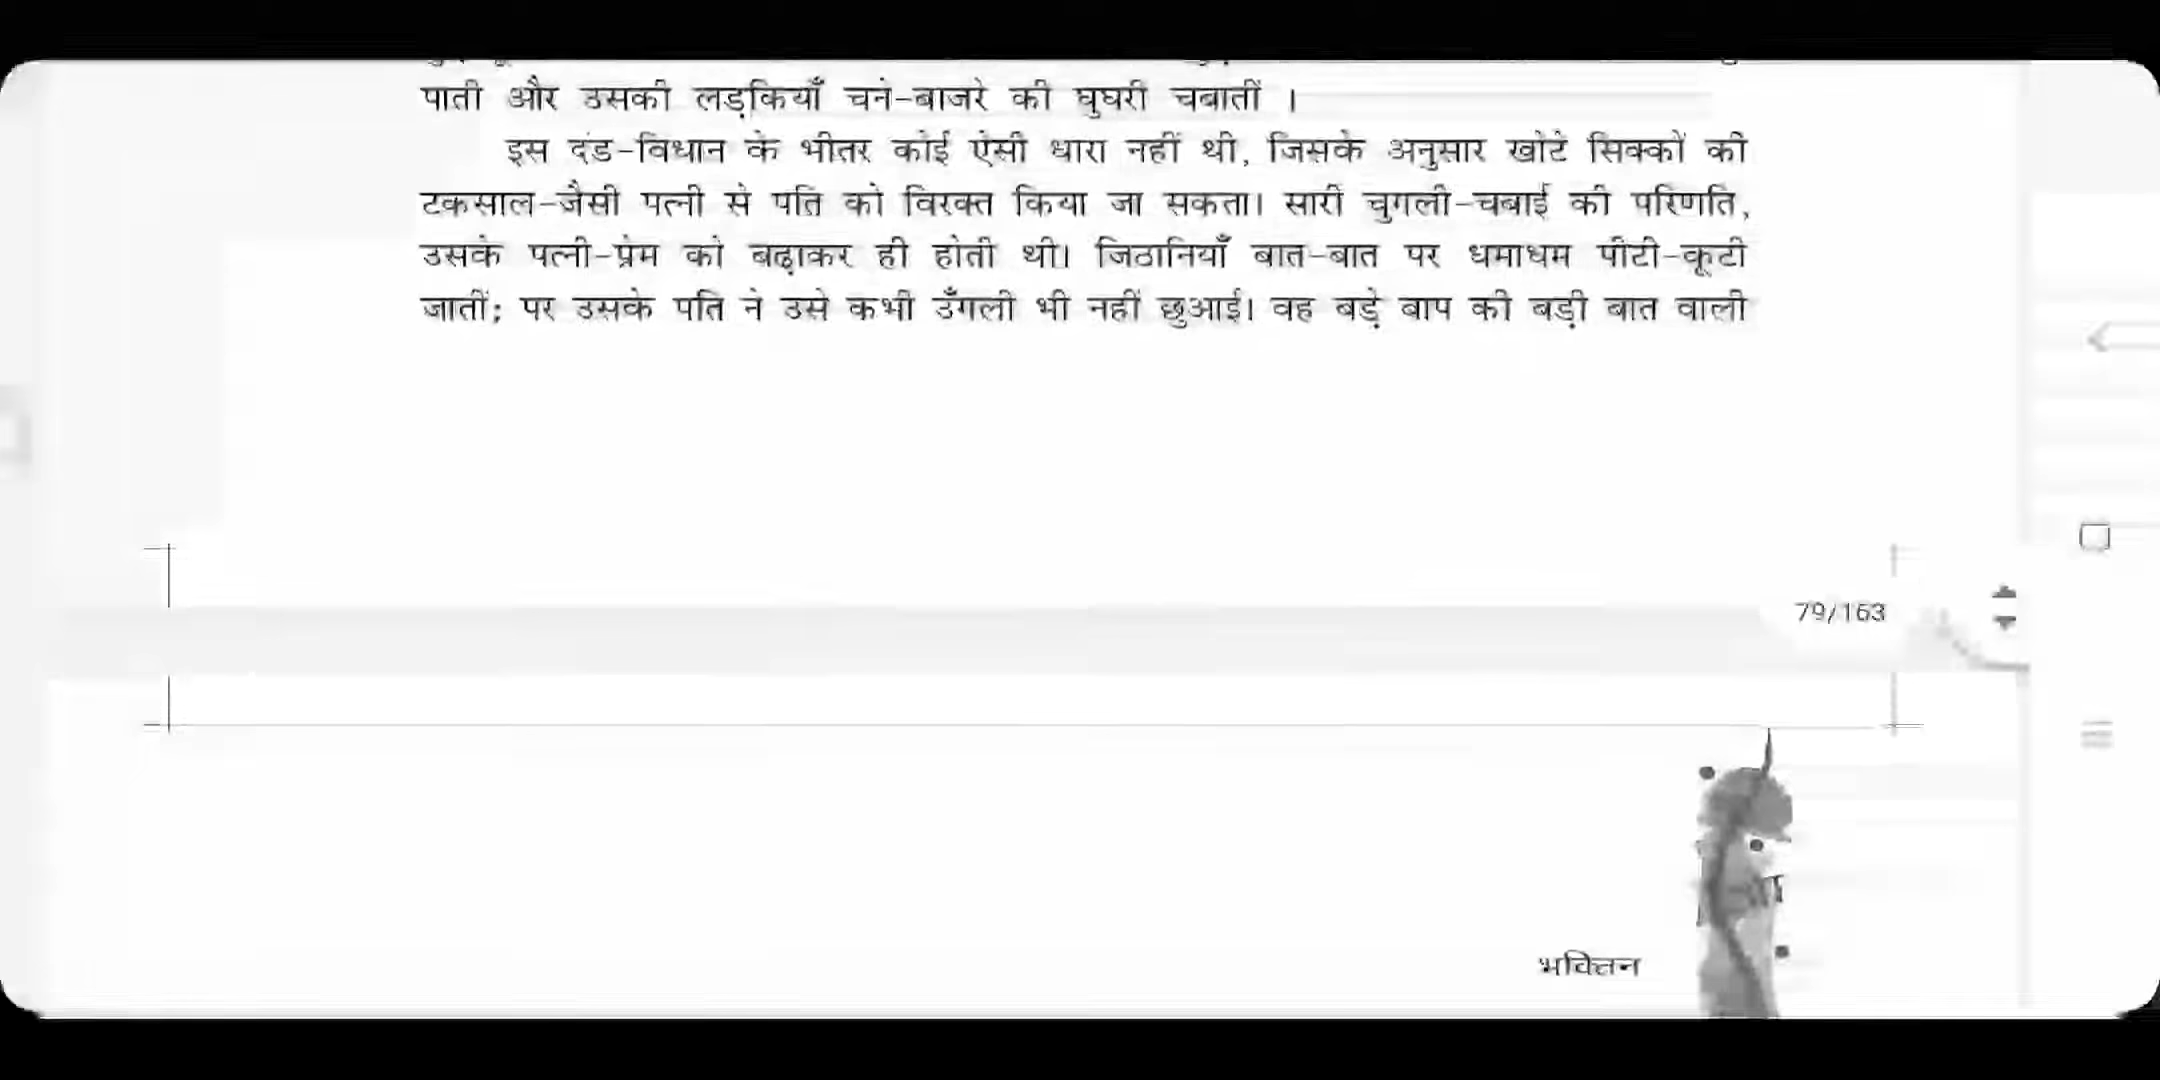 पाती और उसकी लड़कियाँ चने-बाजरे की घुघरी चबातीं ।
इस दंड-विधान के भीतर कोई ऐसी धारा नहीं थी, जिसके अनुसार खोटे सिक्कों की
टकसाल-जैसी पत्नी से पति को विरक्त किया जा सकता। सारी चुगली-चबाई की परिणति,
उसके पत्नी-प्रेम को बढ़ाकर ही होती थी। जिठानियाँ बात-बात पर धमाधम पीटी-कूटी
जातीं; पर उसके पति ने उसे कभी उँगली भी नहीं छुआई। वह बड़े बाप की बड़ी बात वाली
79/163
भक्तिन